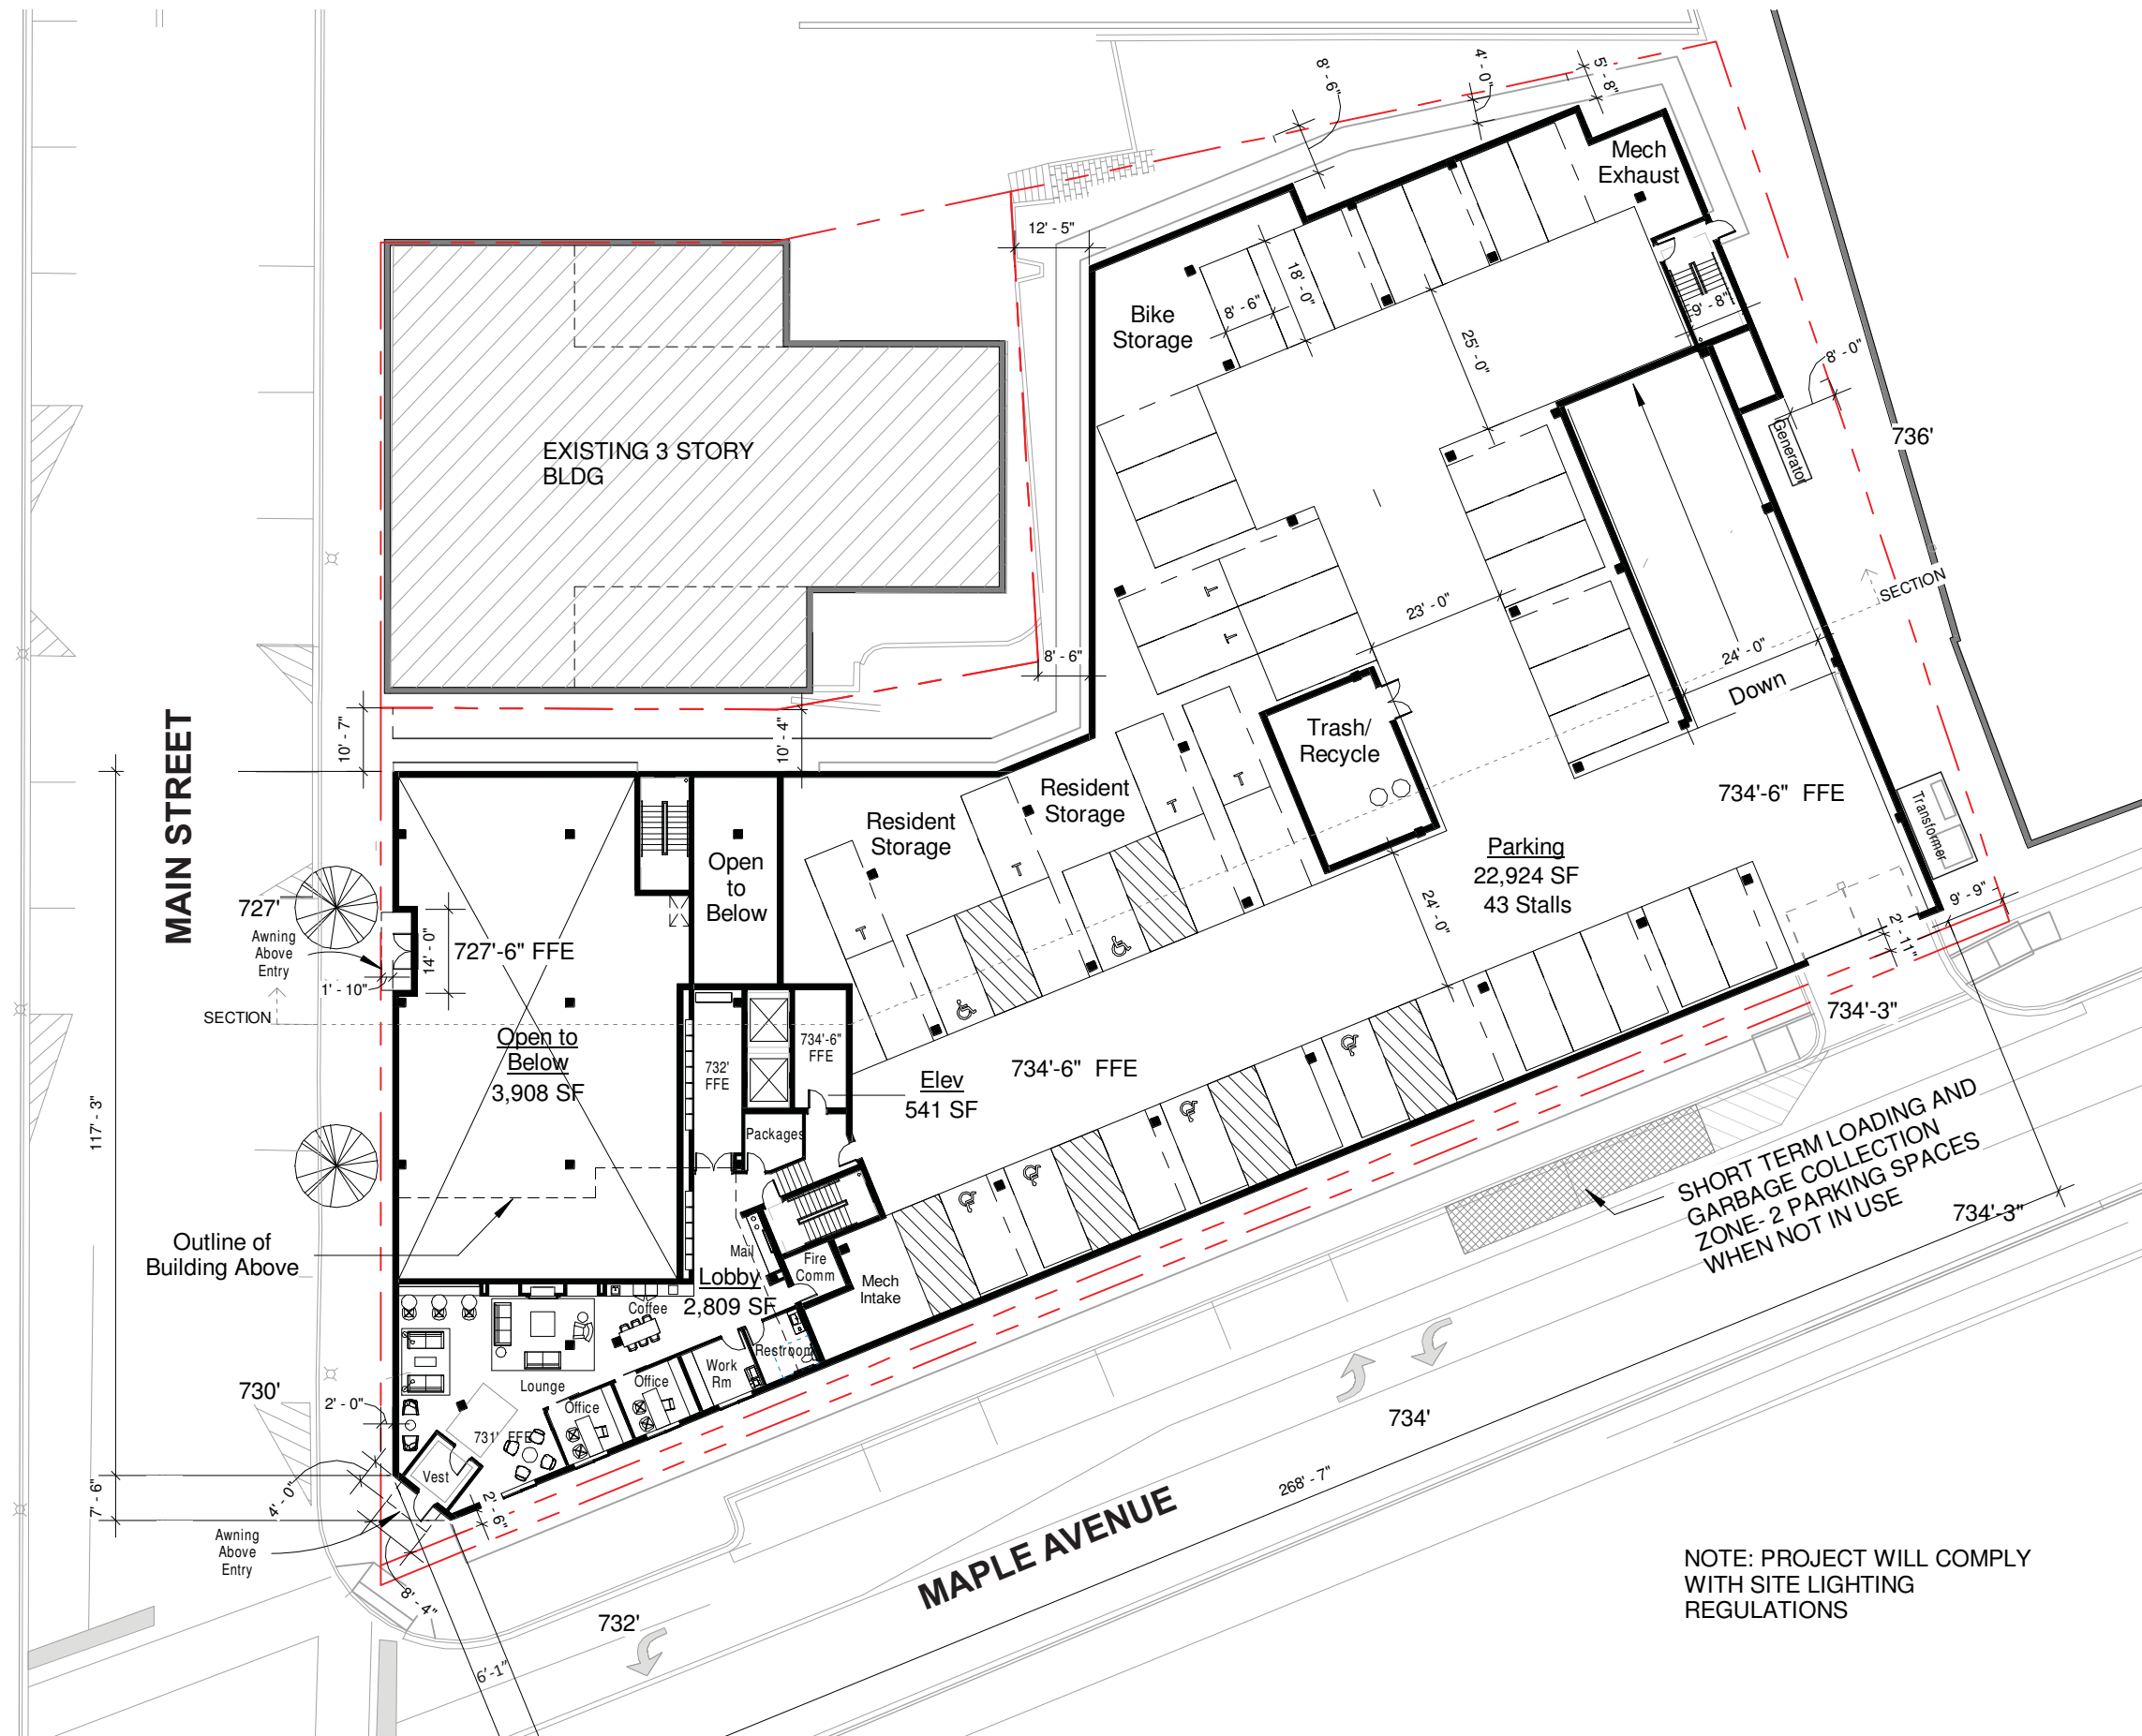 8' - 6"
4' - 0"
5' - 8"
Mech
Exhaust
12' - 5"
Bike
Storage
8' - 6"
18' - 0"
9' - 8"
25' - 0"
8' - 0"
Generator
736'
EXISTING 3 STORY
BLDG
SECTION
23' - 0"
24' - 0"
Down
8' - 6"
10' - 7"
10' - 4"
MAIN STREET
Trash/
Recycle
Resident
Storage
Resident
Storage
734'-6" FFE
Transformer
Parking
22,924 SF
43 Stalls
Open
to
Below
727'
Awning
Above
Entry
14' - 0"
727'-6" FFE
1' - 10"
24' - 0"
9' - 9"
2' - 11"
SECTION
734'-3"
Open to
Below
3,908 SF
732'
FFE
734'-6"
FFE
Elev
541 SF
734'-6" FFE
117' - 3"
Packages
SHORT TERM LOADING AND
GARBAGE COLLECTION
ZONE- 2 PARKING SPACES
WHEN NOT IN USE
734'-3"
Outline of
Building Above
Mail
Fire
Comm
Mech
Intake
Lobby
2,809 SF
Coffee
Restroom
Work
Rm
Office
Office
Lounge
730'
2' - 0"
731' FFE
Vest
734'
7' - 6"
4' - 0"
2' - 6"
268' - 7"
Awning
Above
Entry
MAPLE AVENUE
8' - 4"
732'
6'-1"
NOTE: PROJECT WILL COMPLY
WITH SITE LIGHTING
REGULATIONS
T
T
T
T
T
T